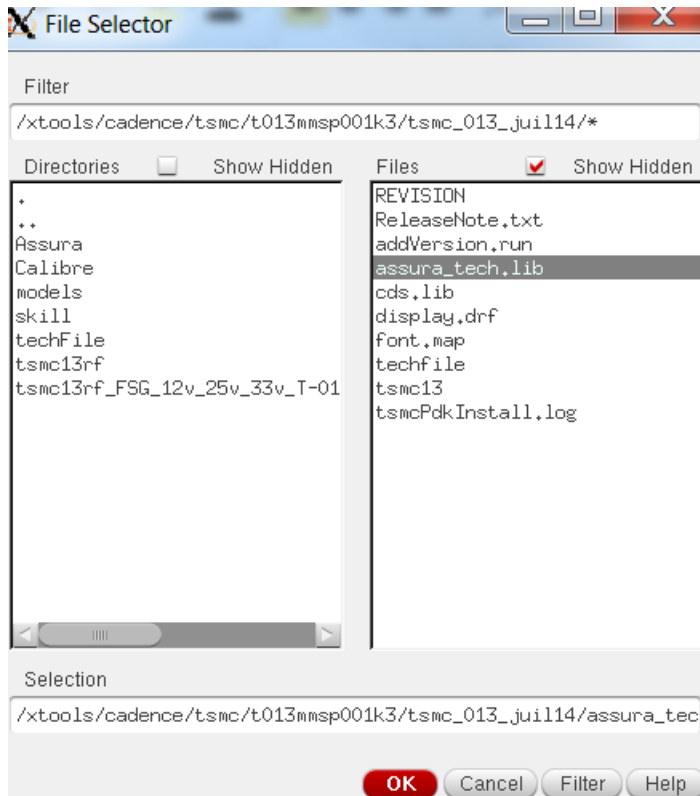 File Selector
Filter
/xtools/cadence/tsmc/t013mmsp001k3/tsmc_013_juil14/*
Directories Show Hidden
.
..
Assura
Calibre
models
skill
techFile
tsmc13rf
tsmc13rf_FSG_12v_25v_33v_T-01
Files Show Hidden
REVISION
ReleaseNote.txt
addVersion.run
assura_tech.lib
cds.lib
display.drf
font.map
techfile
tsmc13
tsmcPdkInstall.log
Selection
/xtools/cadence/tsmc/t013mmsp001k3/tsmc_013_juil14/assura_tec
OK Cancel Filter Help